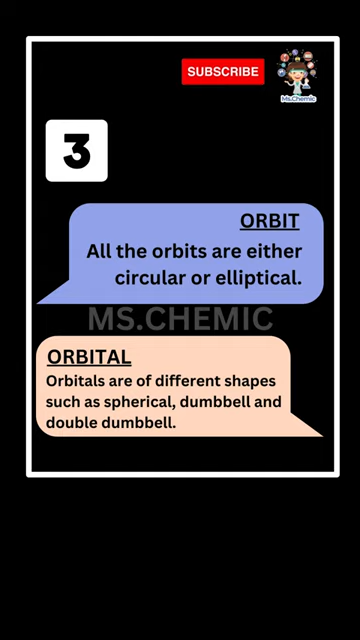 SUBSCRIBE
Ms.Chemic
3
ORBIT
All the orbits are either
circular or elliptical.
MS.CHEMIC
ORBITAL
Orbitals are of different shapes
such as spherical, dumbbell and
double dumbbell.